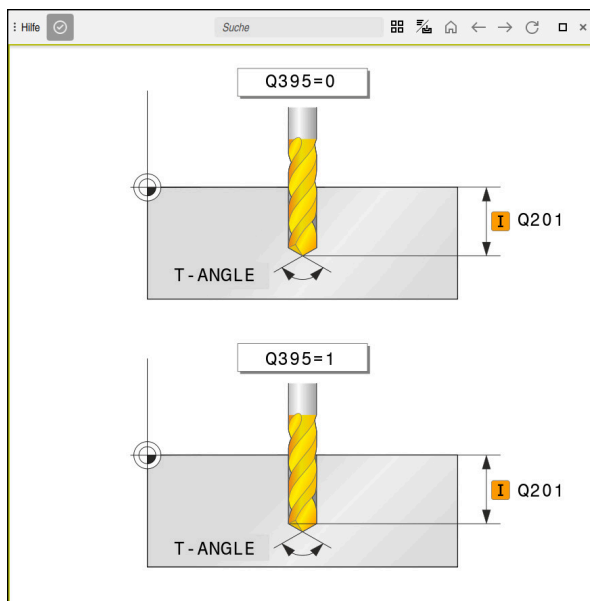 Hilfe
Suche
Q395=0
I Q201
T-ANGLE
Q395=1
I Q201
T-ANGLE